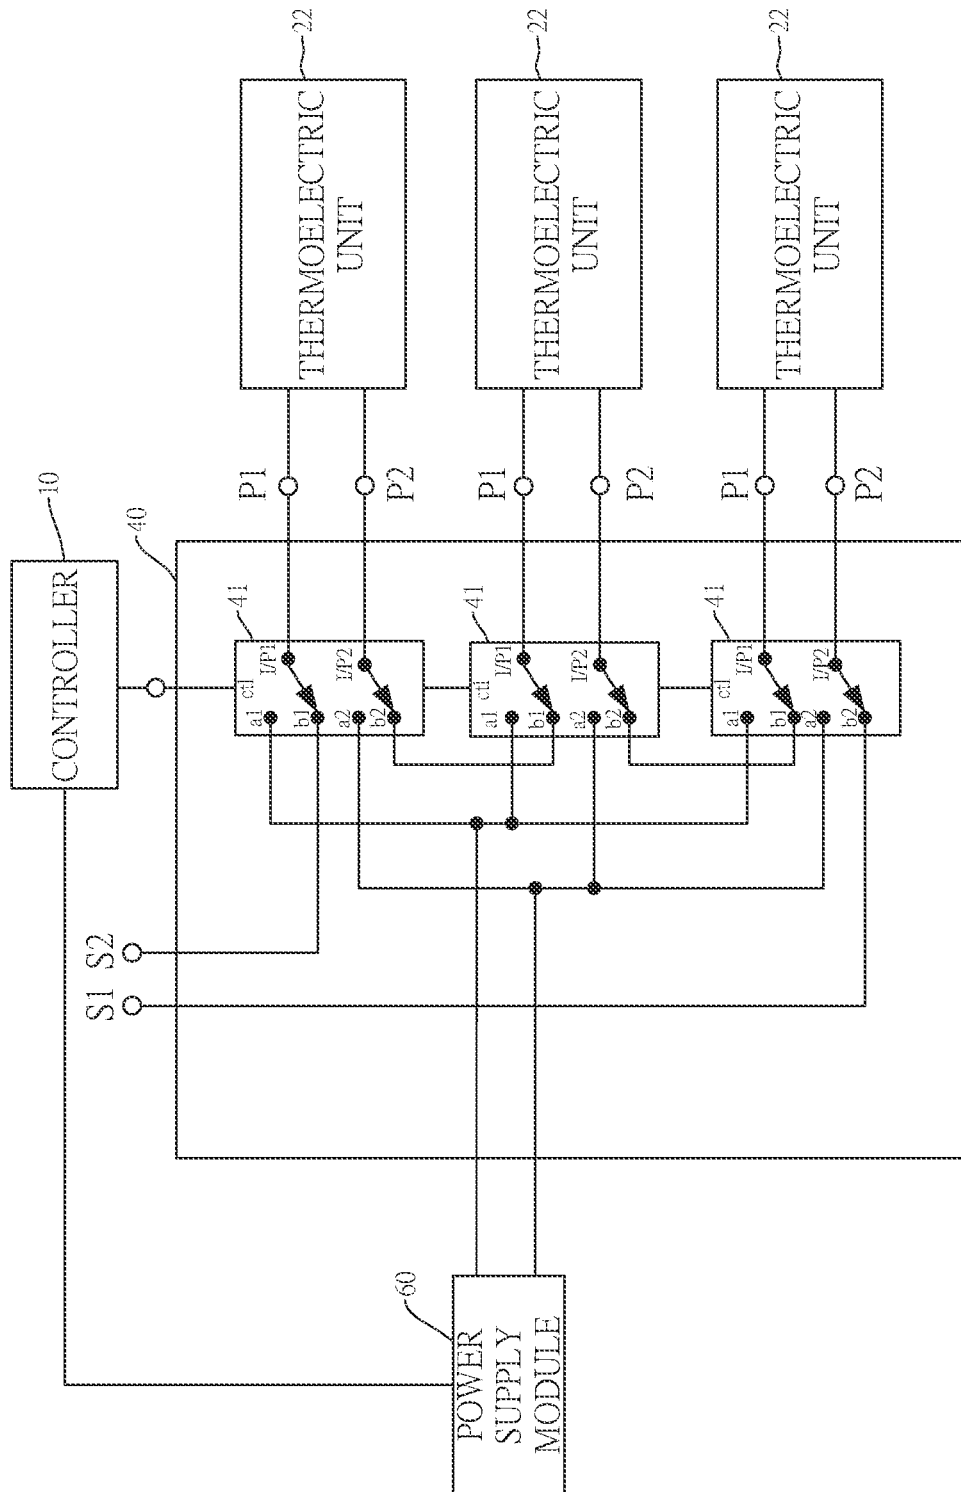 22
22
22
THERMOELECTRIC
UNIT
THERMOELECTRIC
UNIT
THERMOELECTRIC
UNIT
P1
P2
P1
P2
P1
P2
10
CONTROLLER
40
41
41
41
ctl
I/P1
I/P2
a1
b1
a2
b2
ctl
I/P1
I/P2
a1
b1
a2
b2
ctl
I/P1
I/P2
a1
b1
a2
b2
S2
S1
60
POWER
SUPPLY
MODULE